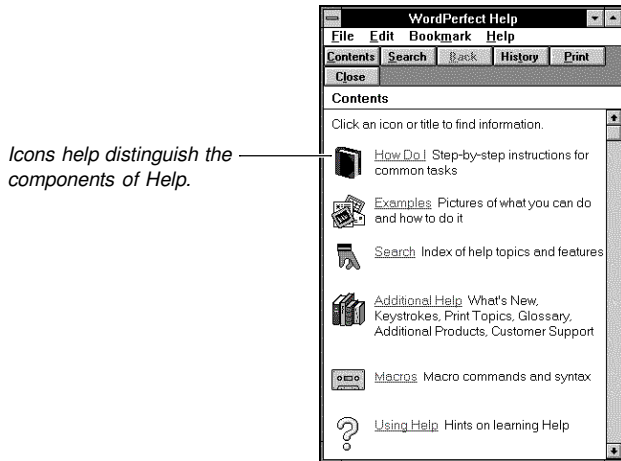 WordPerfect Help
File Edit Bookmark Help
Contents Search Back History Print
Close
Contents
Click an icon or title to find information.
Icons help distinguish the
components of Help.
How Do I Step-by-step instructions for
common tasks
Examples Pictures of what you can do
and how to do it
Search Index of help topics and features
Additional Help What's New,
Keystrokes, Print Topics, Glossary,
Additional Products, Customer Support
Macros Macro commands and syntax
Using Help Hints on learning Help